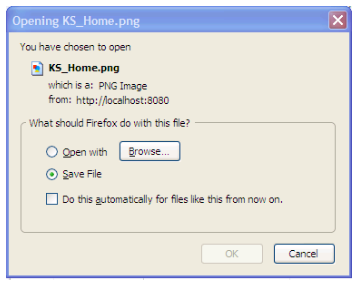 Opening KS_Home.png
You have chosen to open
KS_Home.png
which is a: PNG Image
from: http://localhost:8080
What should Firefox do with this file?
Open with Browse...
Save File
Do this automatically for files like this from now on.
OK Cancel